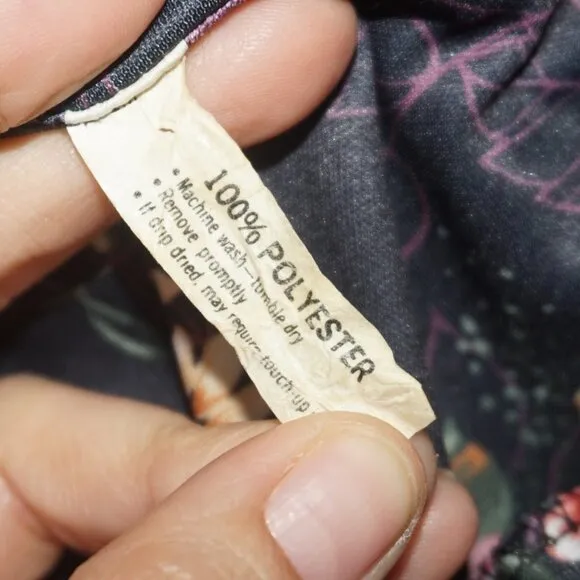 100% POLYESTER
• Machine wash—tumble dry
• Remove promptly
• If drip dried, may require touch-up